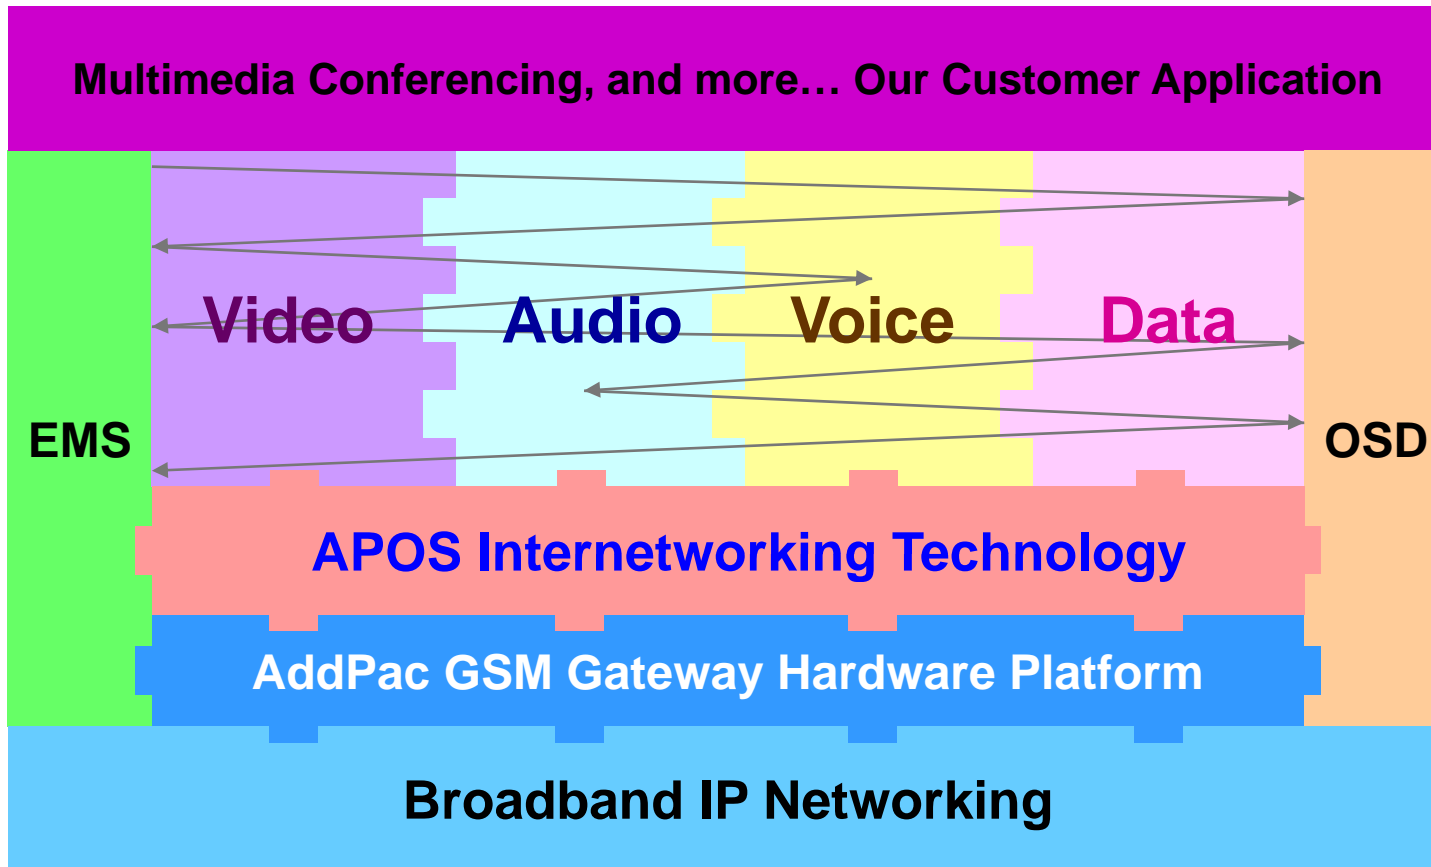 Multimedia Conferencing, and more… Our Customer Application
Video Audio Voice Data
EMS
OSD
APOS Internetworking Technology
AddPac GSM Gateway Hardware Platform
Broadband IP Networking